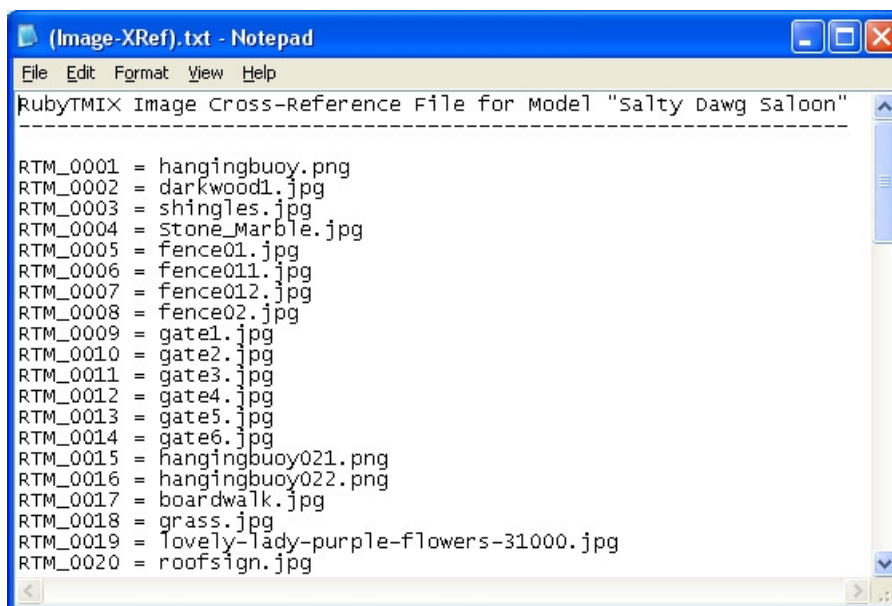 (Image-XRef).txt - Notepad
File Edit Format View Help
RubyTMIX Image Cross-Reference File for Model "Salty Dawg Saloon"
-----------------------------------------------------------------
RTM_0001 = hangingbuoy.png
RTM_0002 = darkwood1.jpg
RTM_0003 = shingles.jpg
RTM_0004 = Stone_Marble.jpg
RTM_0005 = fence01.jpg
RTM_0006 = fence011.jpg
RTM_0007 = fence012.jpg
RTM_0008 = fence02.jpg
RTM_0009 = gate1.jpg
RTM_0010 = gate2.jpg
RTM_0011 = gate3.jpg
RTM_0012 = gate4.jpg
RTM_0013 = gate5.jpg
RTM_0014 = gate6.jpg
RTM_0015 = hangingbuoy021.png
RTM_0016 = hangingbuoy022.png
RTM_0017 = boardwalk.jpg
RTM_0018 = grass.jpg
RTM_0019 = lovely-lady-purple-flowers-31000.jpg
RTM_0020 = roofsign.jpg